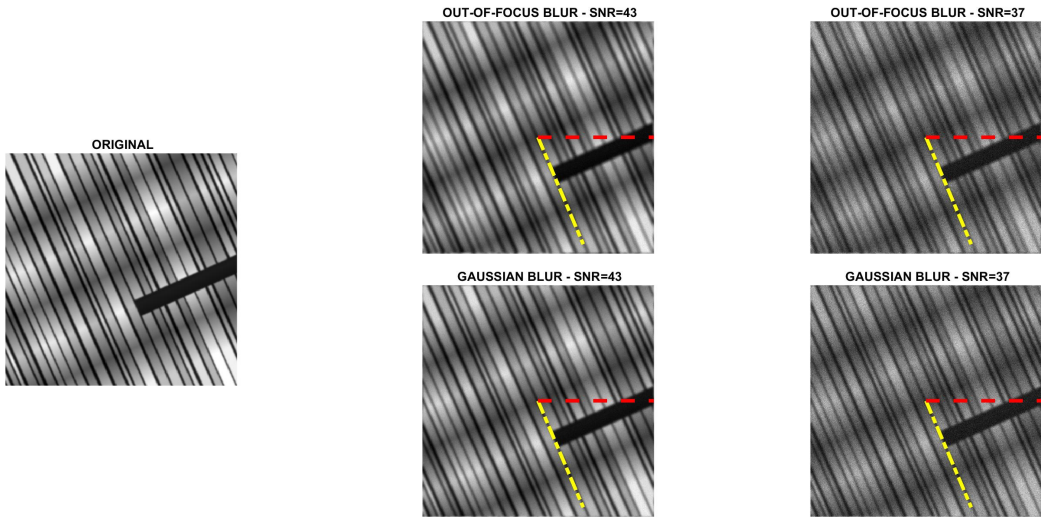 OUT-OF-FOCUS BLUR - SNR=43
OUT-OF-FOCUS BLUR - SNR=37
ORIGINAL
GAUSSIAN BLUR - SNR=43
GAUSSIAN BLUR - SNR=37